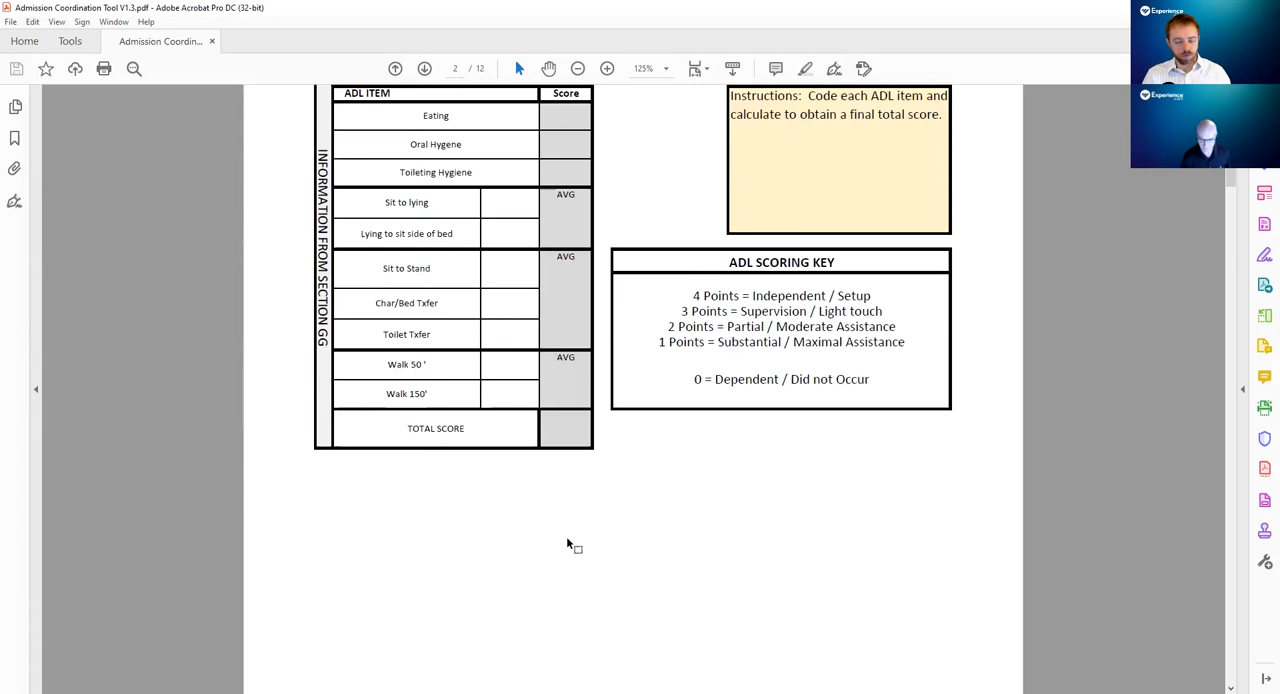 Admission Coordination Tool V1.3.pdf - Adobe Acrobat Pro DC (32-bit)
File Edit View Sign Window Help
Home Tools Admission Coordin... ×
2 / 12 125%
Experience
Experience
ADL ITEM Score
Eating
Oral Hygene
Toileting Hygiene
Sit to lying AVG
Lying to sit side of bed
Sit to Stand AVG
Char/Bed Txfer
Toilet Txfer
Walk 50 ' AVG
Walk 150'
TOTAL SCORE
INFORMATION FROM SECTION GG
Instructions: Code each ADL item and
calculate to obtain a final total score.
ADL SCORING KEY
4 Points = Independent / Setup
3 Points = Supervision / Light touch
2 Points = Partial / Moderate Assistance
1 Points = Substantial / Maximal Assistance
0 = Dependent / Did not Occur